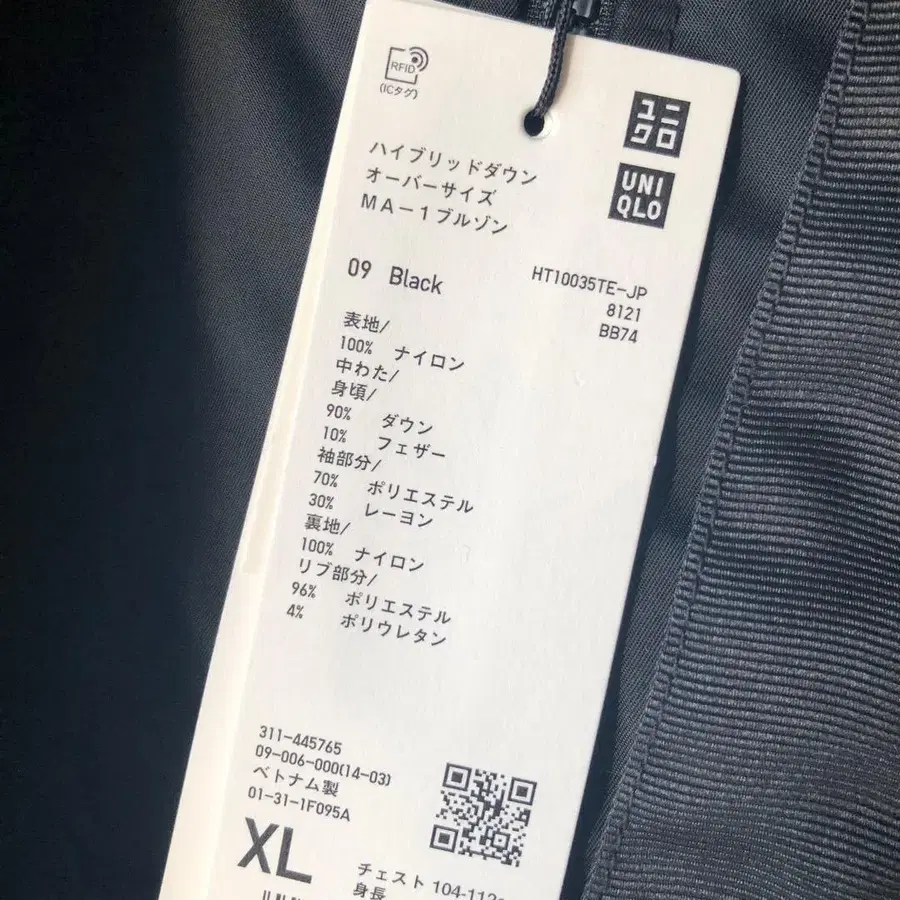 RFID
(ICタグ)
ユニ
クロ
UNI
QLO
ハイブリッドダウン
オーバーサイズ
MA-1ブルゾン
09 Black
HT10035TE-JP
8121
BB74
表地/
100% ナイロン
中わた/
身頃/
90% ダウン
10% フェザー
袖部分/
70% ポリエステル
30% レーヨン
裏地/
100% ナイロン
リブ部分/
96% ポリエステル
4% ポリウレタン
311-445765
09-006-000(14-03)
ベトナム製
01-31-1F095A
XL
チェスト
身長